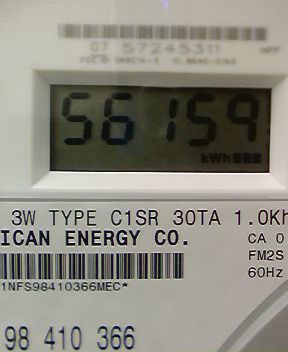 07 57245311
56159
kWh
3W TYPE C1SR 30TA 1.0Kh
ICAN ENERGY CO.
CA 0
FM2S
60Hz
1NFS98410366MEC*
98 410 366